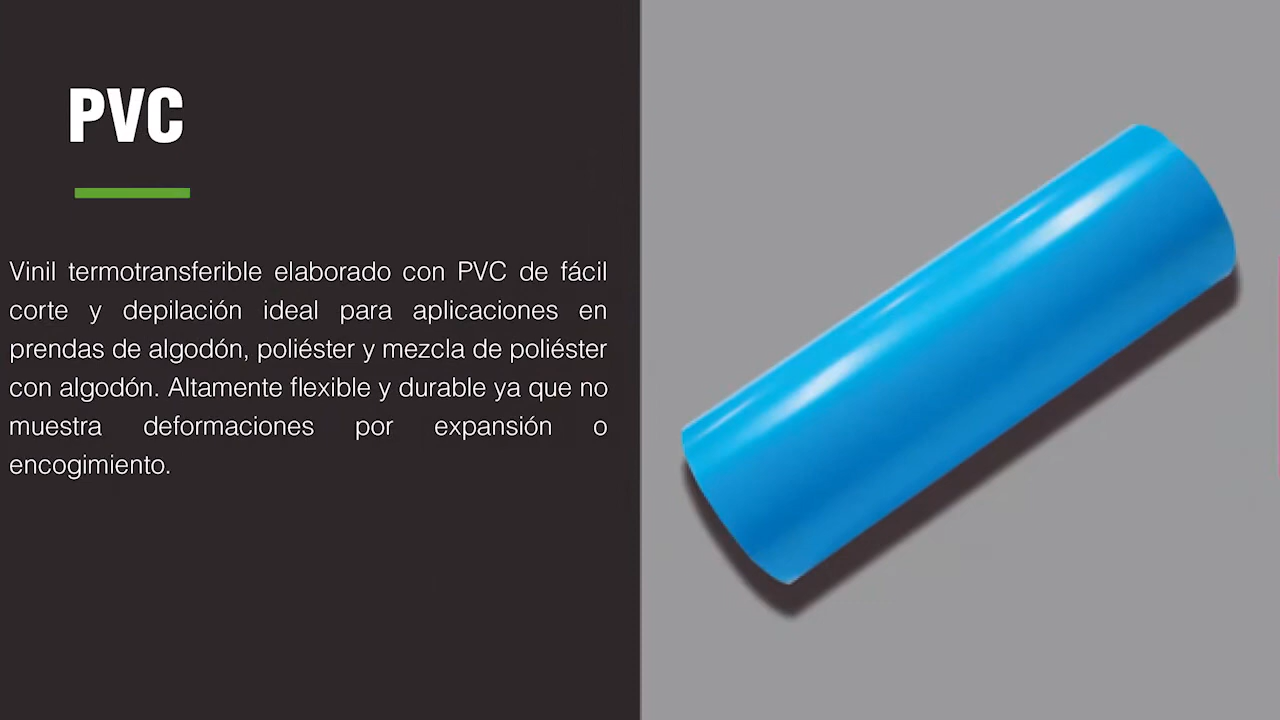 PVC
Vinil termotransferible elaborado con PVC de fácil
corte y depilación ideal para aplicaciones en
prendas de algodón, poliéster y mezcla de poliéster
con algodón. Altamente flexible y durable ya que no
muestra deformaciones por expansión o
encogimiento.